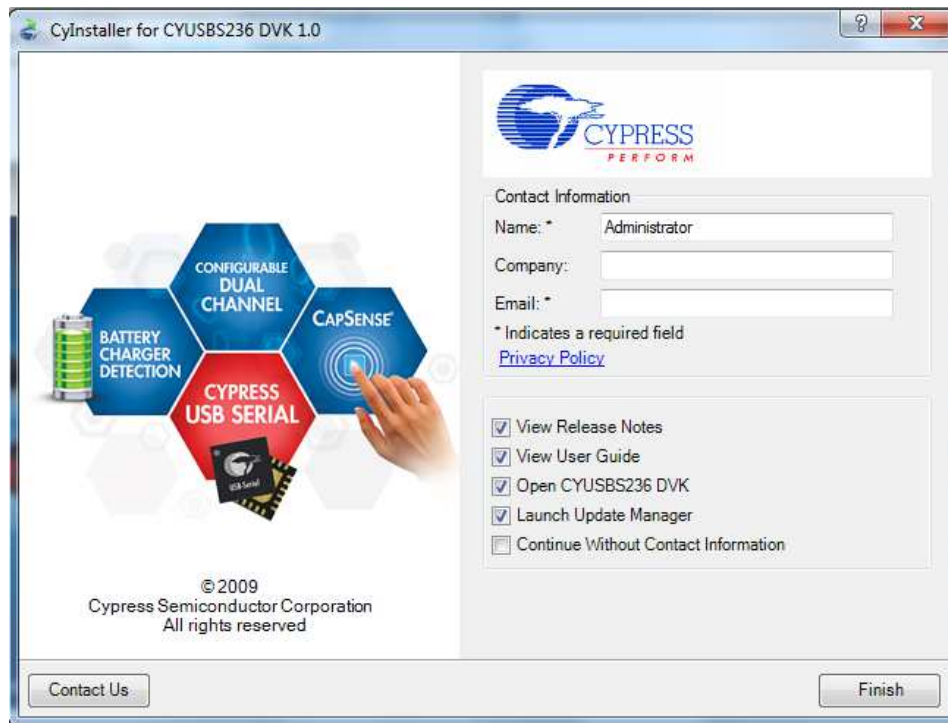 CyInstaller for CYUSBS236 DVK 1.0
CONFIGURABLE
DUAL
CHANNEL
CAPSENSE®
BATTERY
CHARGER
DETECTION
CYPRESS
USB SERIAL
USB-Serial
© 2009
Cypress Semiconductor Corporation
All rights reserved
CYPRESS
PERFORM
Contact Information
Name: * Administrator
Company:
Email: *
* Indicates a required field
Privacy Policy
View Release Notes
View User Guide
Open CYUSBS236 DVK
Launch Update Manager
Continue Without Contact Information
Contact Us
Finish